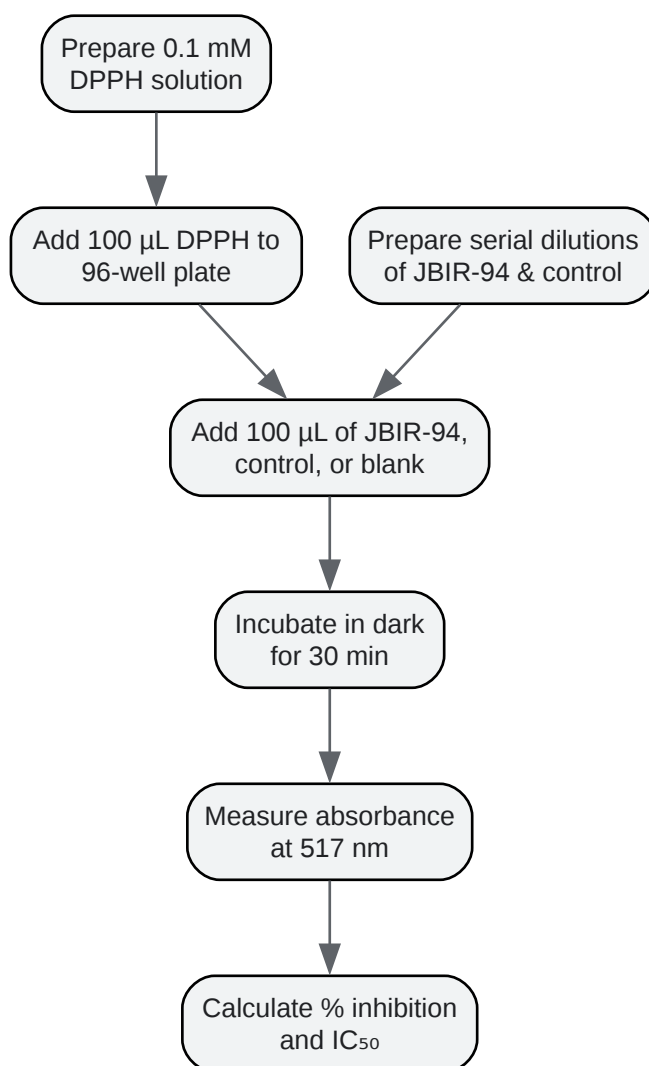 Prepare 0.1 mM
DPPH solution
Add 100 µL DPPH to
96-well plate
Prepare serial dilutions
of JBIR-94 & control
Add 100 µL of JBIR-94,
control, or blank
Incubate in dark
for 30 min
Measure absorbance
at 517 nm
Calculate % inhibition
and IC₅₀